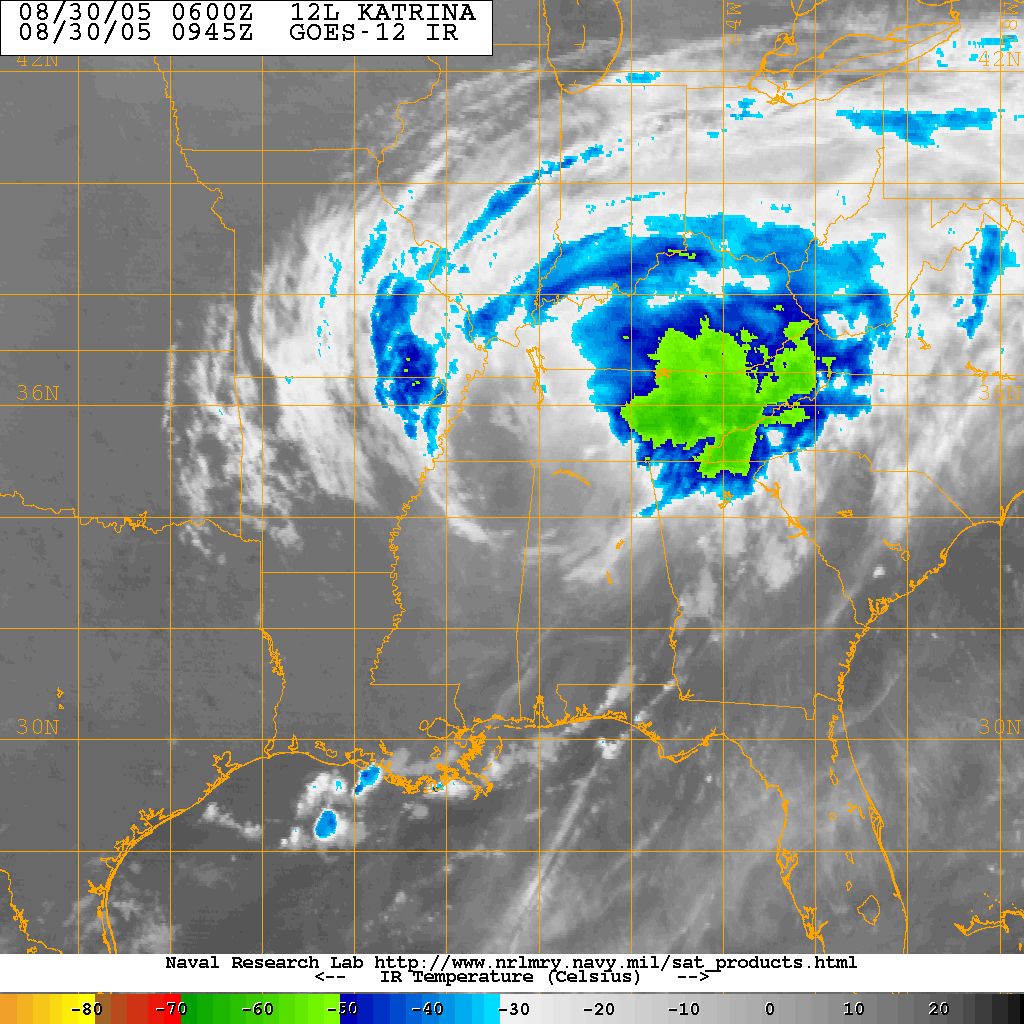 08/30/05 0600Z 12L KATRINA
08/30/05 0945Z GOES-12 IR
42N 42N
36N 36N
30N 30N
Naval Research Lab http://www.nrlmry.navy.mil/sat_products.html
<-- IR Temperature (Celsius) -->
-80 -70 -60 -50 -40 -30 -20 -10 0 10 20